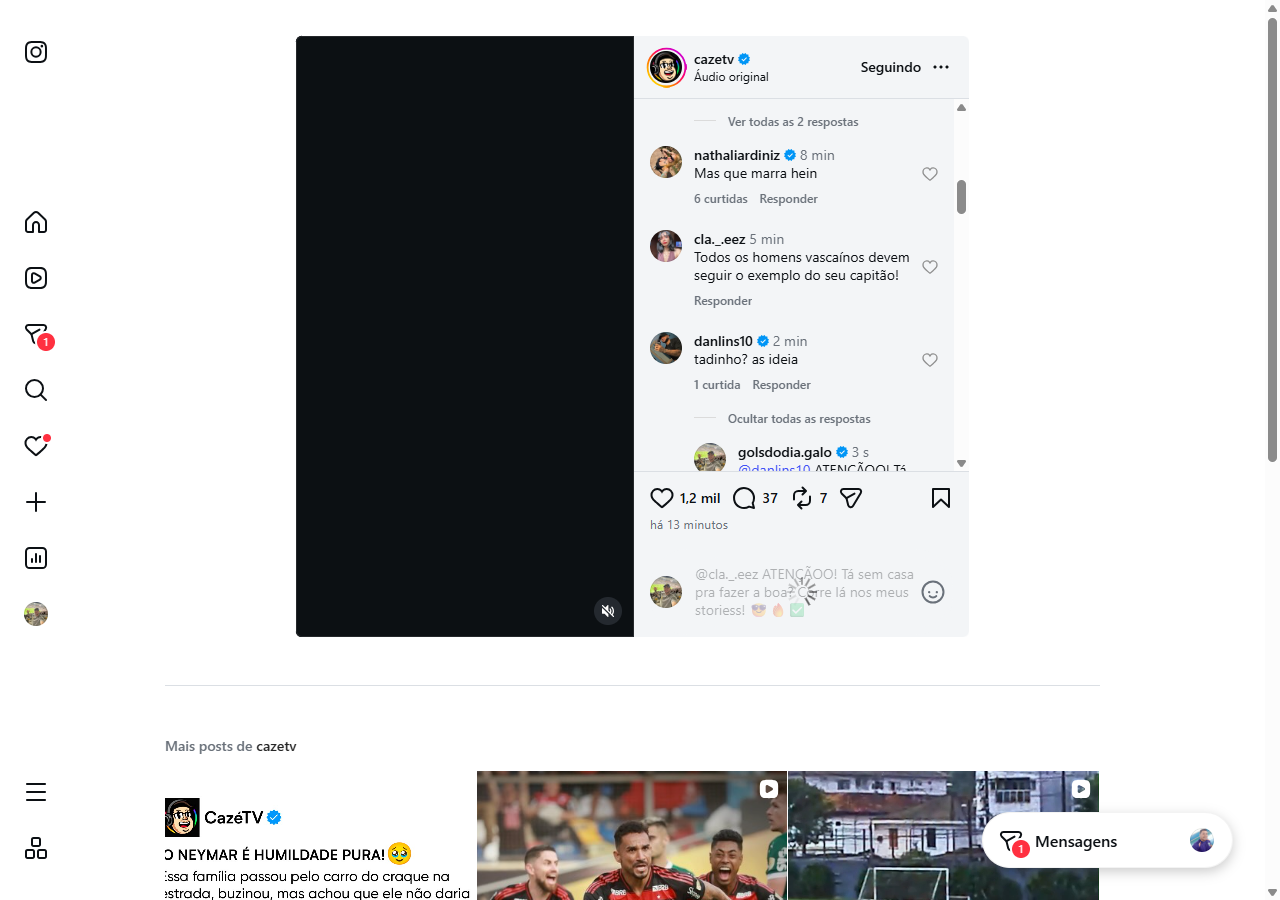 cazetv
Áudio original
Seguindo
Ver todas as 2 respostas
nathaliardiniz 8 min
Mas que marra hein
6 curtidas Responder
cla._.eez 5 min
Todos os homens vascaínos devem
seguir o exemplo do seu capitão!
Responder
danlins10 2 min
tadinho? as ideia
1 curtida Responder
Ocultar todas as respostas
golsdodia.galo 3 s
@danlins10 ATENÇÃOO! Tá
1,2 mil 37 7
há 13 minutos
@cla._.eez ATENÇÃOO! Tá sem casa
pra fazer a boa? Corre lá nos meus
storiess! 😎🔥✅
1
Mais posts de cazetv
CazéTV
O NEYMAR É HUMILDADE PURA! 🥹
Essa família passou pelo carro do craque na
estrada, buzinou, mas achou que ele não daria
1 Mensagens